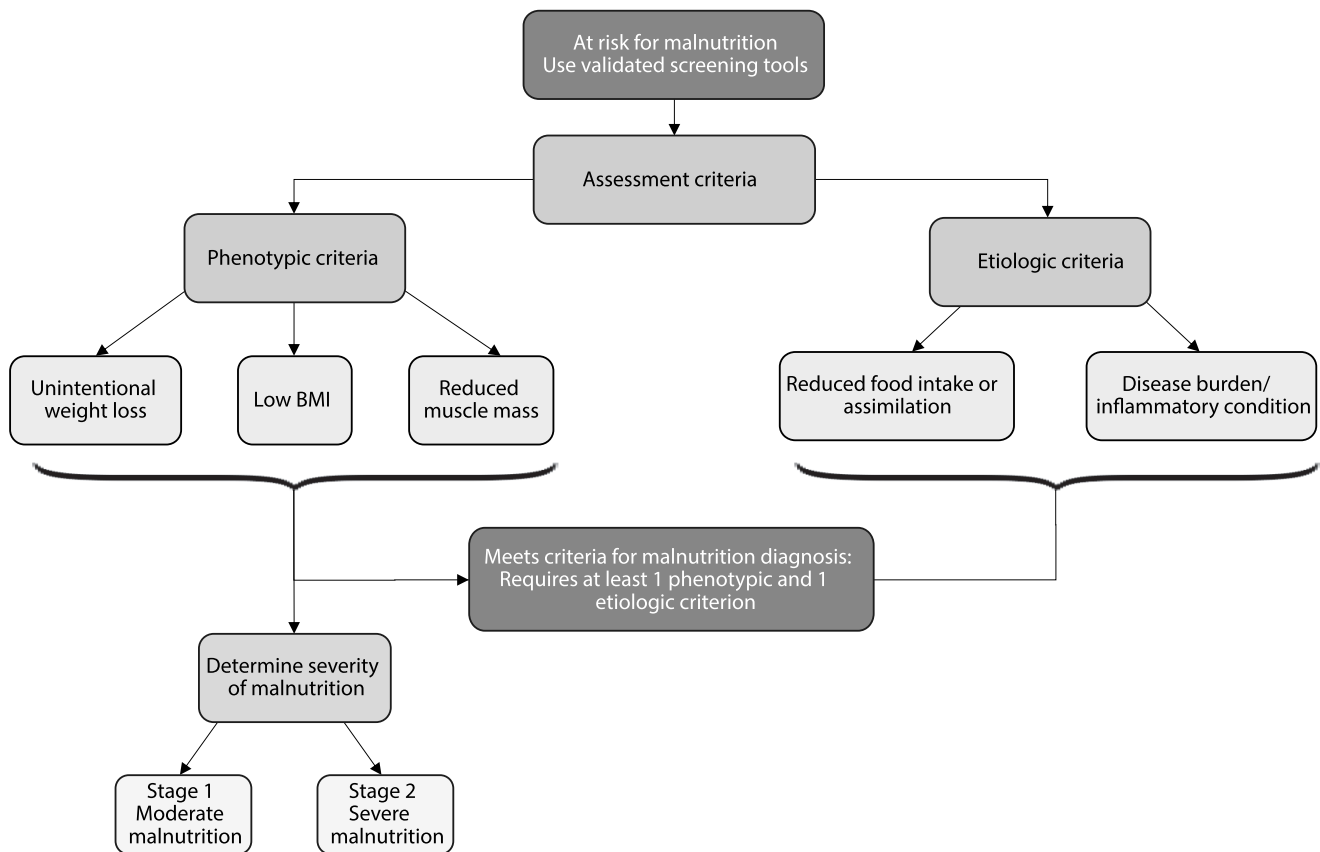 At risk for malnutrition
Use validated screening tools
Assessment criteria
Phenotypic criteria
Etiologic criteria
Unintentional
weight loss
Low BMI
Reduced
muscle mass
Reduced food intake or
assimilation
Disease burden/
inflammatory condition
Meets criteria for malnutrition diagnosis:
Requires at least 1 phenotypic and 1
etiologic criterion
Determine severity
of malnutrition
Stage 1
Moderate
malnutrition
Stage 2
Severe
malnutrition